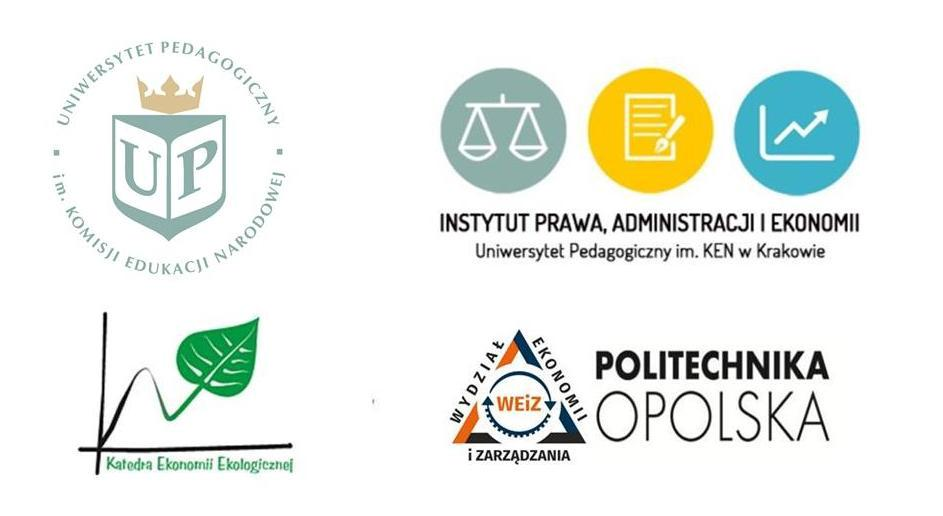 UNIWERSYTET PEDAGOGICZNY
im. KOMISJI EDUKACJI NARODOWEJ
UP
INSTYTUT PRAWA, ADMINISTRACJI I EKONOMII
Uniwersytet Pedagogiczny im. KEN w Krakowie
Katedra Ekonomii Ekologicznej
WYDZIAŁ EKONOMII
WEiZ
i ZARZĄDZANIA
POLITECHNIKA
OPOLSKA